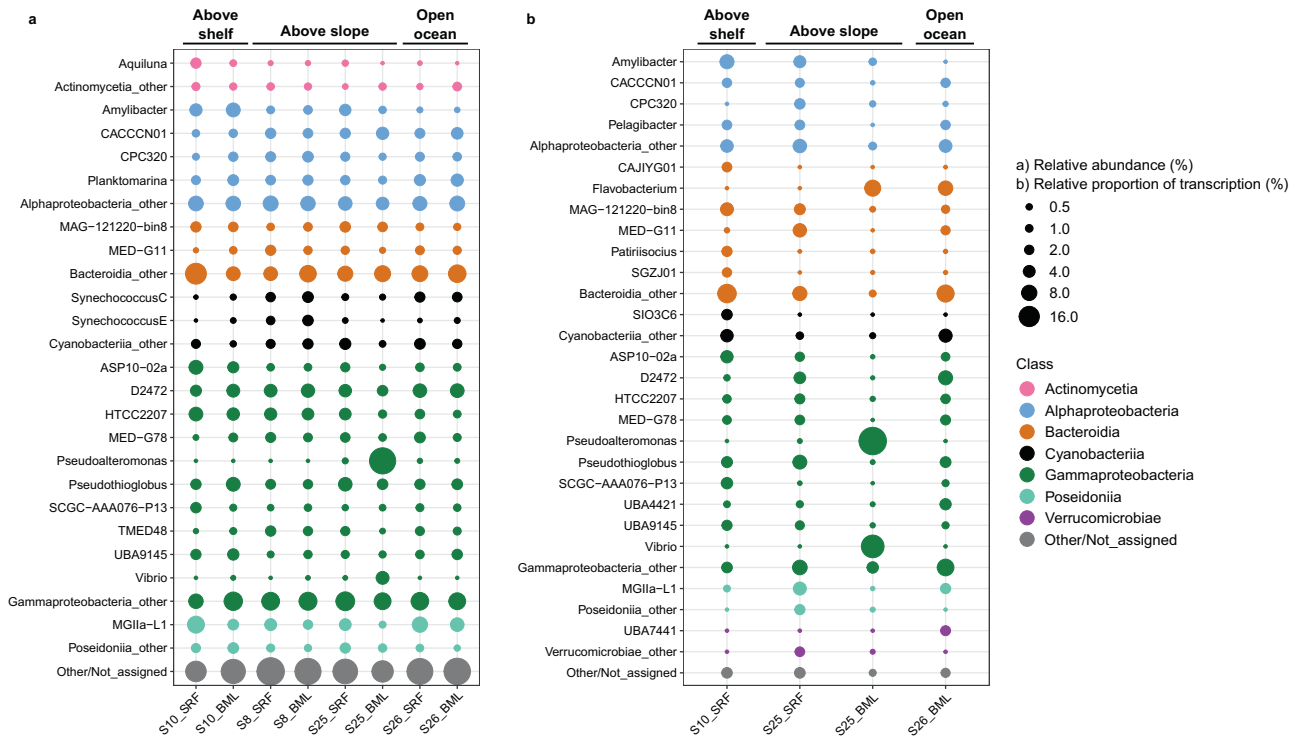 a
Above
shelf
Above slope
Open
ocean
Aquiluna
Actinomycetia_other
Amylibacter
CACCCN01
CPC320
Planktomarina
Alphaproteobacteria_other
MAG−121220−bin8
MED−G11
Bacteroidia_other
SynechococcusC
SynechococcusE
Cyanobacteriia_other
ASP10−02a
D2472
HTCC2207
MED−G78
Pseudoalteromonas
Pseudothioglobus
SCGC−AAA076−P13
TMED48
UBA9145
Vibrio
Gammaproteobacteria_other
MGIIa−L1
Poseidoniia_other
Other/Not_assigned
S10_SRF
S10_BML
S8_SRF
S8_BML
S25_SRF
S25_BML
S26_SRF
S26_BML
b
Above
shelf
Above slope
Open
ocean
Amylibacter
CACCCN01
CPC320
Pelagibacter
Alphaproteobacteria_other
CAJIYG01
Flavobacterium
MAG−121220−bin8
MED−G11
Patiriisocius
SGZJ01
Bacteroidia_other
SIO3C6
Cyanobacteriia_other
ASP10−02a
D2472
HTCC2207
MED−G78
Pseudoalteromonas
Pseudothioglobus
SCGC−AAA076−P13
UBA4421
UBA9145
Vibrio
Gammaproteobacteria_other
MGIIa−L1
Poseidoniia_other
UBA7441
Verrucomicrobiae_other
Other/Not_assigned
S10_SRF
S25_SRF
S25_BML
S26_BML
a) Relative abundance (%)
b) Relative proportion of transcription (%)
0.5
1.0
2.0
4.0
8.0
16.0
Class
Actinomycetia
Alphaproteobacteria
Bacteroidia
Cyanobacteriia
Gammaproteobacteria
Poseidoniia
Verrucomicrobiae
Other/Not_assigned